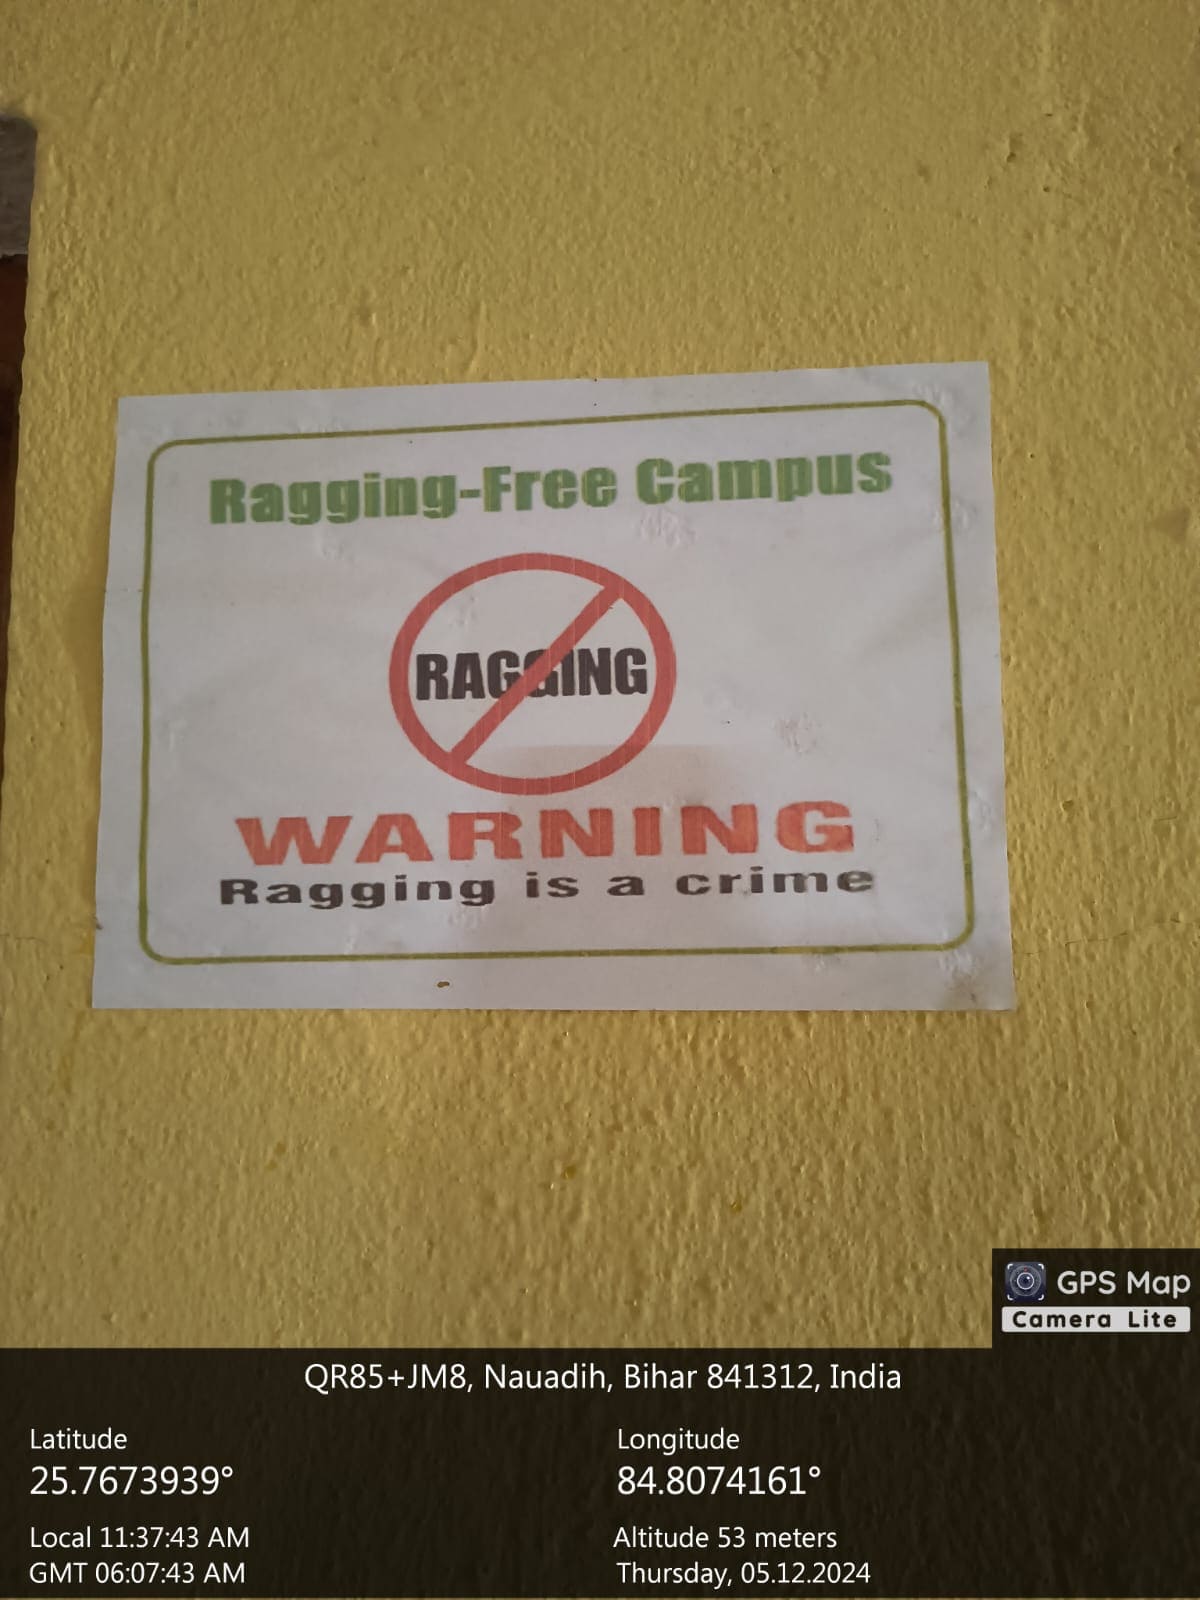 Ragging-Free Campus
RAGGING
WARNING
Ragging is a crime
GPS Map
Camera Lite
QR85+JM8, Nauadih, Bihar 841312, India
Latitude
25.7673939°
Longitude
84.8074161°
Local 11:37:43 AM
GMT 06:07:43 AM
Altitude 53 meters
Thursday, 05.12.2024